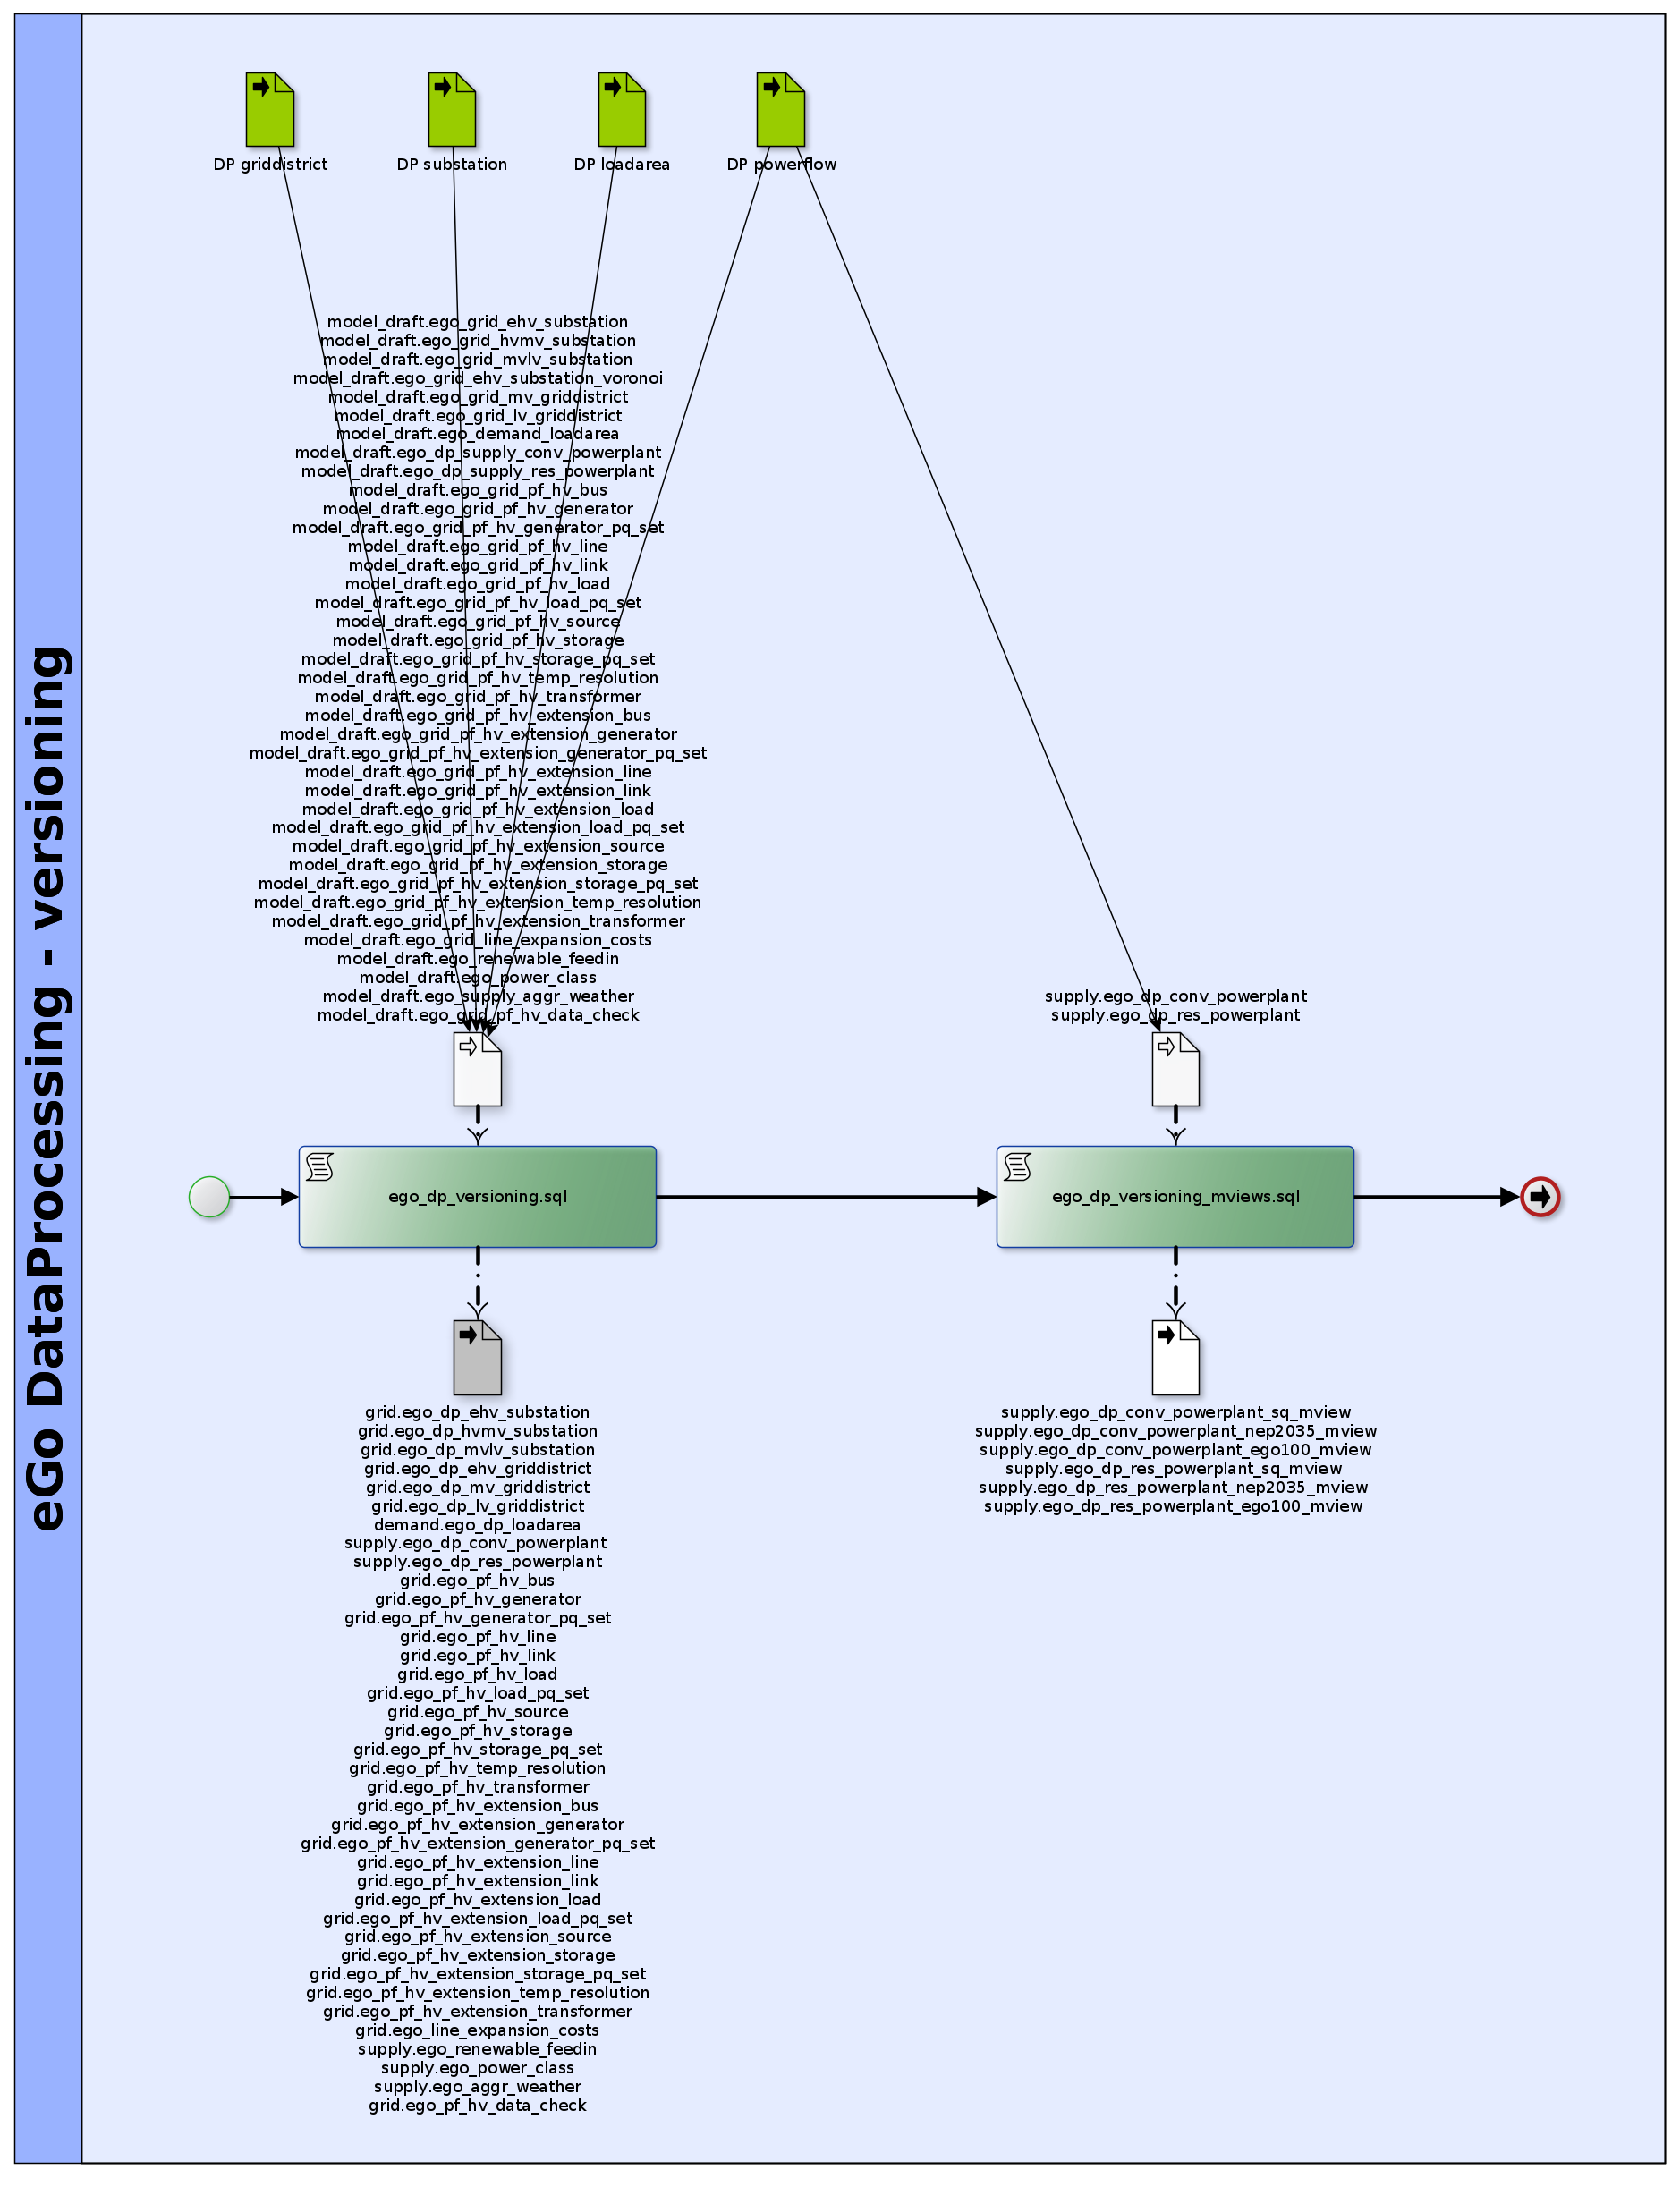 eGo DataProcessing - versioning
DP griddistrict
DP substation
DP loadarea
DP powerflow
model_draft.ego_grid_ehv_substation
model_draft.ego_grid_hvmv_substation
model_draft.ego_grid_mvlv_substation
model_draft.ego_grid_ehv_substation_voronoi
model_draft.ego_grid_mv_griddistrict
model_draft.ego_grid_lv_griddistrict
model_draft.ego_demand_loadarea
model_draft.ego_dp_supply_conv_powerplant
model_draft.ego_dp_supply_res_powerplant
model_draft.ego_grid_pf_hv_bus
model_draft.ego_grid_pf_hv_generator
model_draft.ego_grid_pf_hv_generator_pq_set
model_draft.ego_grid_pf_hv_line
model_draft.ego_grid_pf_hv_link
model_draft.ego_grid_pf_hv_load
model_draft.ego_grid_pf_hv_load_pq_set
model_draft.ego_grid_pf_hv_source
model_draft.ego_grid_pf_hv_storage
model_draft.ego_grid_pf_hv_storage_pq_set
model_draft.ego_grid_pf_hv_temp_resolution
model_draft.ego_grid_pf_hv_transformer
model_draft.ego_grid_pf_hv_extension_bus
model_draft.ego_grid_pf_hv_extension_generator
model_draft.ego_grid_pf_hv_extension_generator_pq_set
model_draft.ego_grid_pf_hv_extension_line
model_draft.ego_grid_pf_hv_extension_link
model_draft.ego_grid_pf_hv_extension_load
model_draft.ego_grid_pf_hv_extension_load_pq_set
model_draft.ego_grid_pf_hv_extension_source
model_draft.ego_grid_pf_hv_extension_storage
model_draft.ego_grid_pf_hv_extension_storage_pq_set
model_draft.ego_grid_pf_hv_extension_temp_resolution
model_draft.ego_grid_pf_hv_extension_transformer
model_draft.ego_grid_line_expansion_costs
model_draft.ego_renewable_feedin
model_draft.ego_power_class
model_draft.ego_supply_aggr_weather
model_draft.ego_grid_pf_hv_data_check
supply.ego_dp_conv_powerplant
supply.ego_dp_res_powerplant
ego_dp_versioning.sql
ego_dp_versioning_mviews.sql
grid.ego_dp_ehv_substation
grid.ego_dp_hvmv_substation
grid.ego_dp_mvlv_substation
grid.ego_dp_ehv_griddistrict
grid.ego_dp_mv_griddistrict
grid.ego_dp_lv_griddistrict
demand.ego_dp_loadarea
supply.ego_dp_conv_powerplant
supply.ego_dp_res_powerplant
grid.ego_pf_hv_bus
grid.ego_pf_hv_generator
grid.ego_pf_hv_generator_pq_set
grid.ego_pf_hv_line
grid.ego_pf_hv_link
grid.ego_pf_hv_load
grid.ego_pf_hv_load_pq_set
grid.ego_pf_hv_source
grid.ego_pf_hv_storage
grid.ego_pf_hv_storage_pq_set
grid.ego_pf_hv_temp_resolution
grid.ego_pf_hv_transformer
grid.ego_pf_hv_extension_bus
grid.ego_pf_hv_extension_generator
grid.ego_pf_hv_extension_generator_pq_set
grid.ego_pf_hv_extension_line
grid.ego_pf_hv_extension_link
grid.ego_pf_hv_extension_load
grid.ego_pf_hv_extension_load_pq_set
grid.ego_pf_hv_extension_source
grid.ego_pf_hv_extension_storage
grid.ego_pf_hv_extension_storage_pq_set
grid.ego_pf_hv_extension_temp_resolution
grid.ego_pf_hv_extension_transformer
grid.ego_line_expansion_costs
supply.ego_renewable_feedin
supply.ego_power_class
supply.ego_aggr_weather
grid.ego_pf_hv_data_check
supply.ego_dp_conv_powerplant_sq_mview
supply.ego_dp_conv_powerplant_nep2035_mview
supply.ego_dp_conv_powerplant_ego100_mview
supply.ego_dp_res_powerplant_sq_mview
supply.ego_dp_res_powerplant_nep2035_mview
supply.ego_dp_res_powerplant_ego100_mview